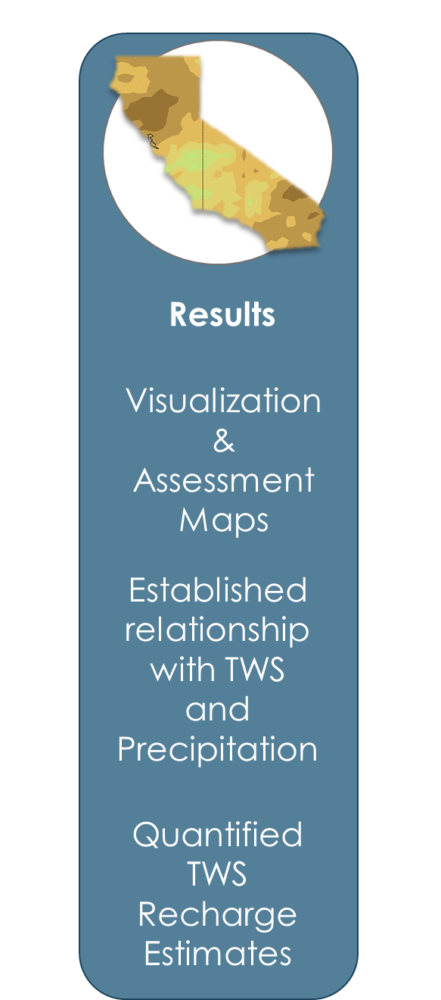 Results
Visualization
&
Assessment
Maps
Established
relationship
with TWS
and
Precipitation
Quantified
TWS
Recharge
Estimates